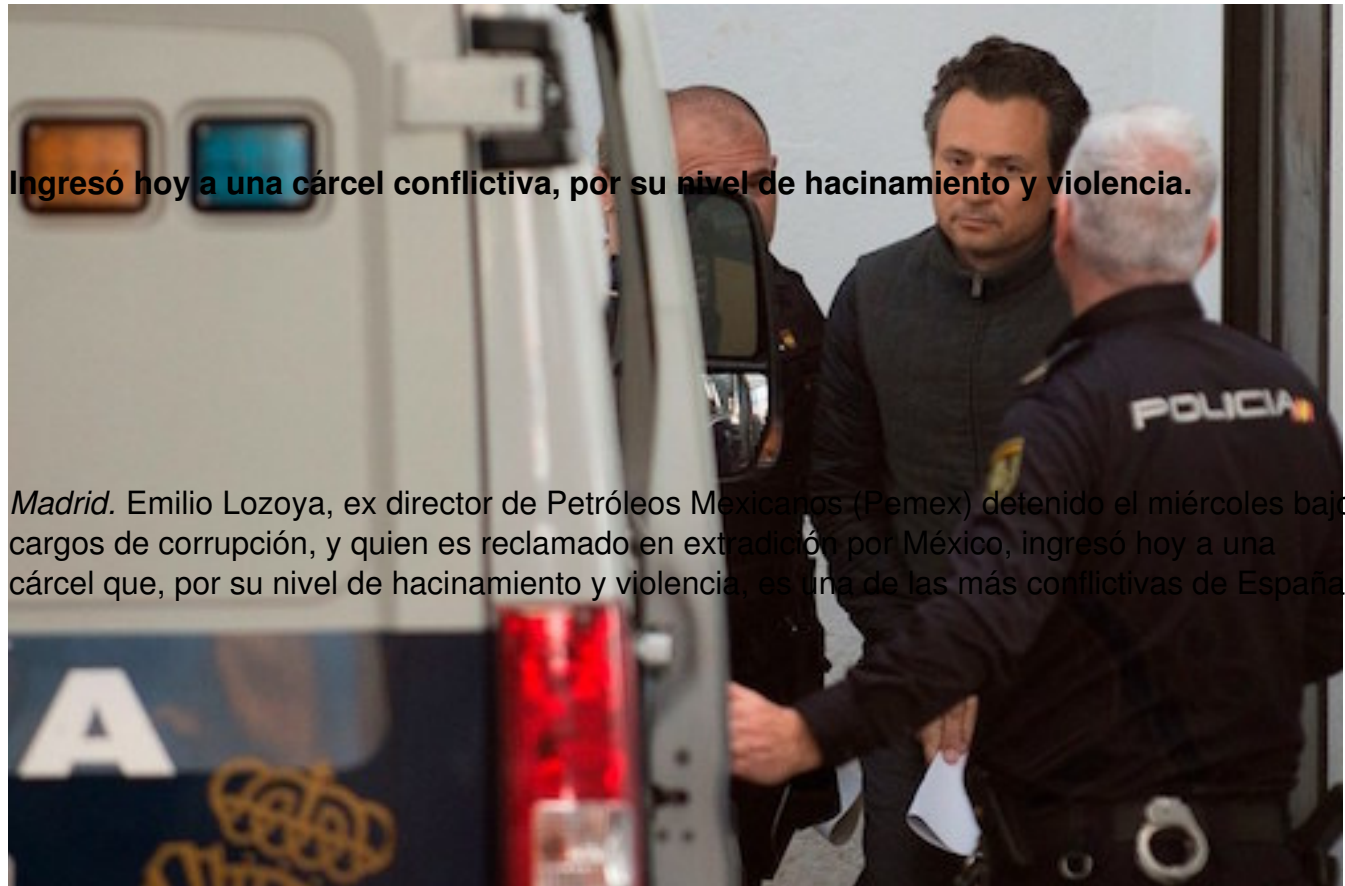 Ingresó hoy a una cárcel conflictiva, por su nivel de hacinamiento y violencia.
POLICIA
Madrid. Emilio Lozoya, ex director de Petróleos Mexicanos (Pemex) detenido el miércoles bajo
cargos de corrupción, y quien es reclamado en extradición por México, ingresó hoy a una
cárcel que, por su nivel de hacinamiento y violencia, es una de las más conflictivas de España
A